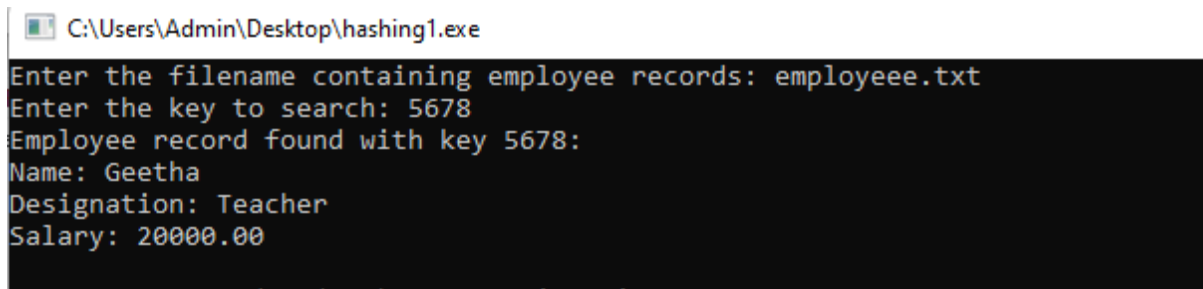 C:\Users\Admin\Desktop\hashing1.exe
Enter the filename containing employee records: employeee.txt
Enter the key to search: 5678
Employee record found with key 5678:
Name: Geetha
Designation: Teacher
Salary: 20000.00